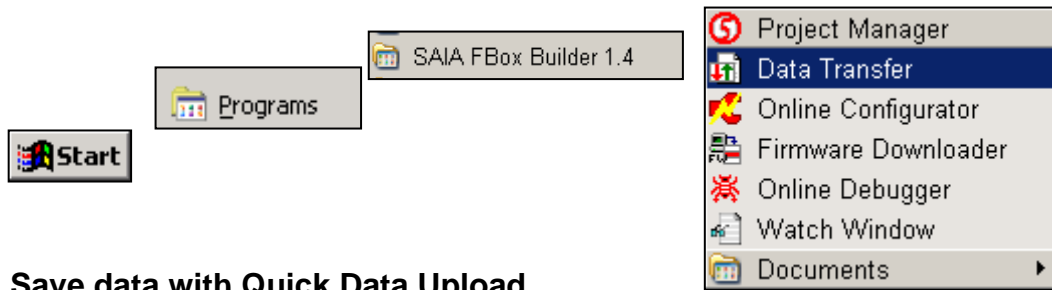 Start
Programs
SAIA FBox Builder 1.4
Project Manager
Data Transfer
Online Configurator
Firmware Downloader
Online Debugger
Watch Window
Documents
Save data with Quick Data Upload